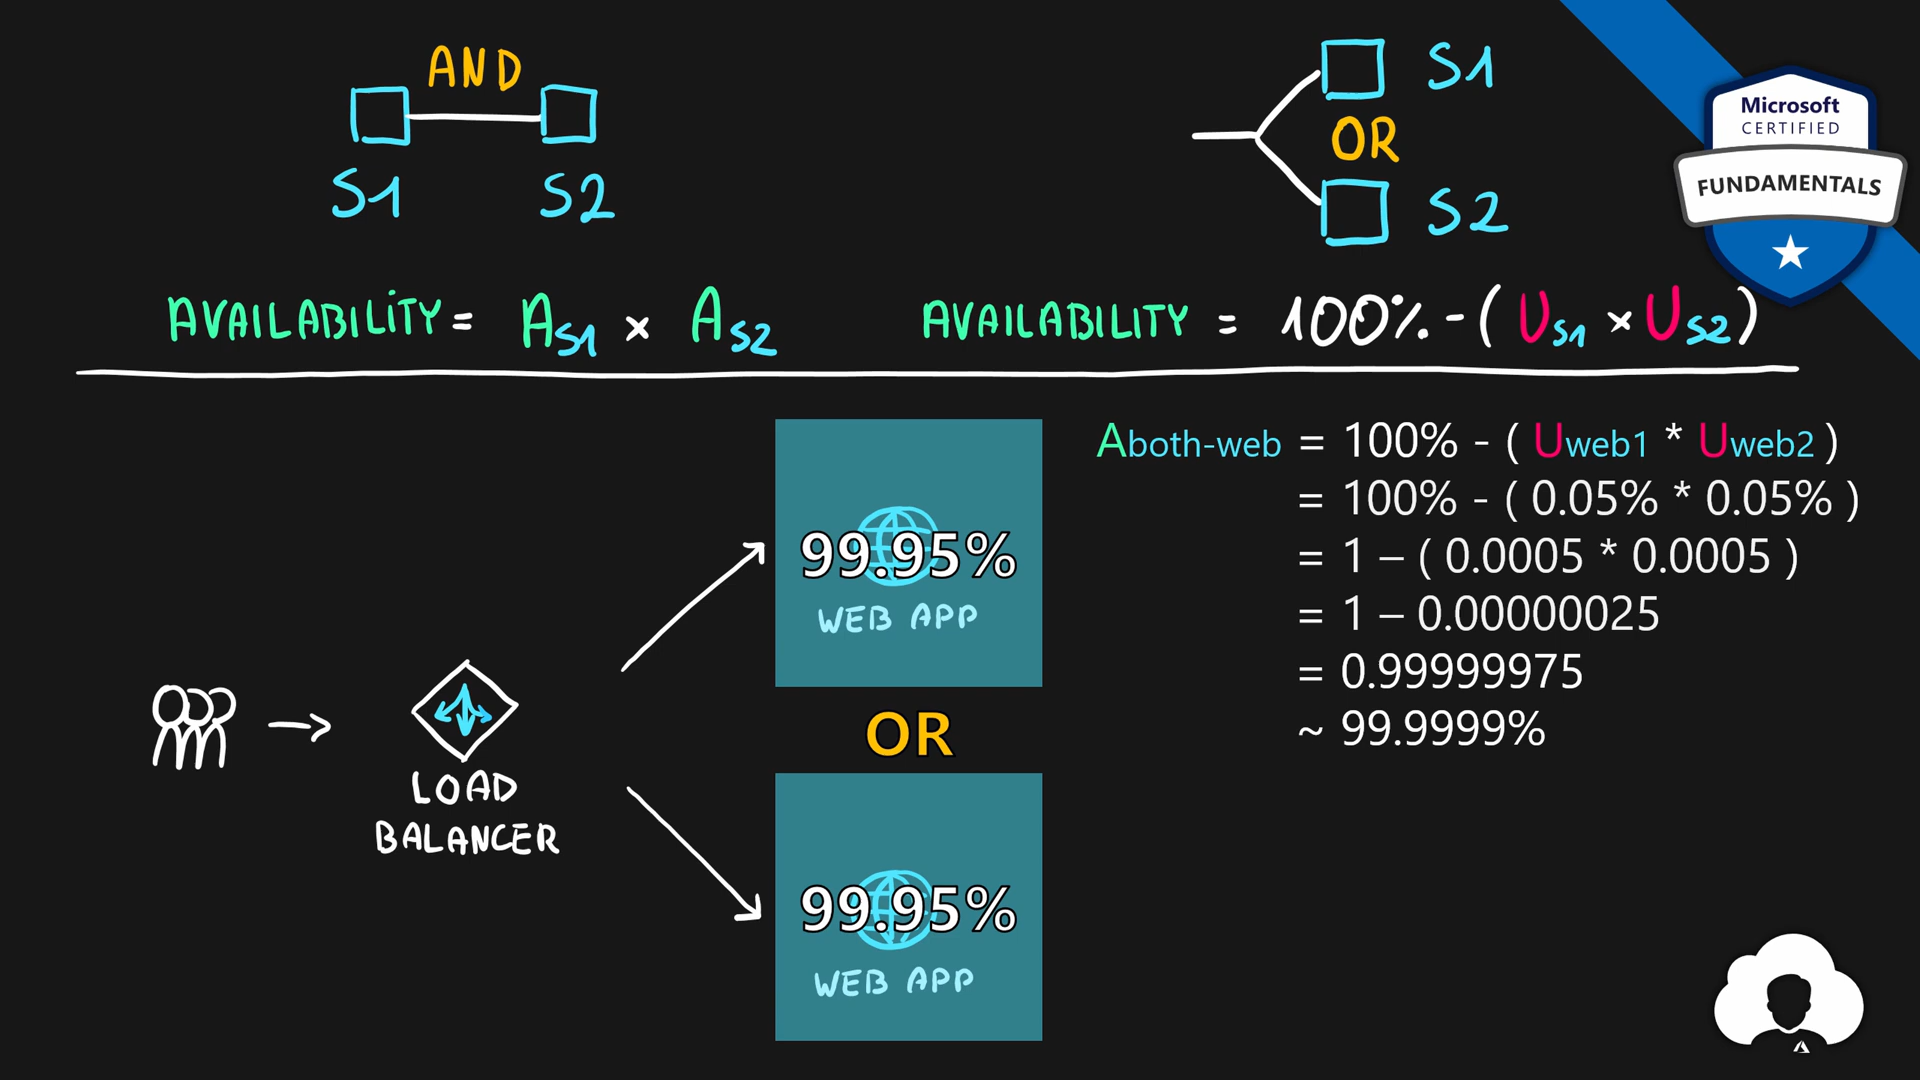 AND
S1 S2
S1
OR
S2
Microsoft
CERTIFIED
FUNDAMENTALS
AVAILABILITY = AS1 x AS2
AVAILABILITY = 100% - ( US1 x US2 )
99.95%
WEB APP
OR
99.95%
WEB APP
LOAD
BALANCER
Aboth-web = 100% - ( Uweb1 * Uweb2 )
= 100% - ( 0.05% * 0.05% )
= 1 – ( 0.0005 * 0.0005 )
= 1 – 0.00000025
= 0.99999975
~ 99.9999%